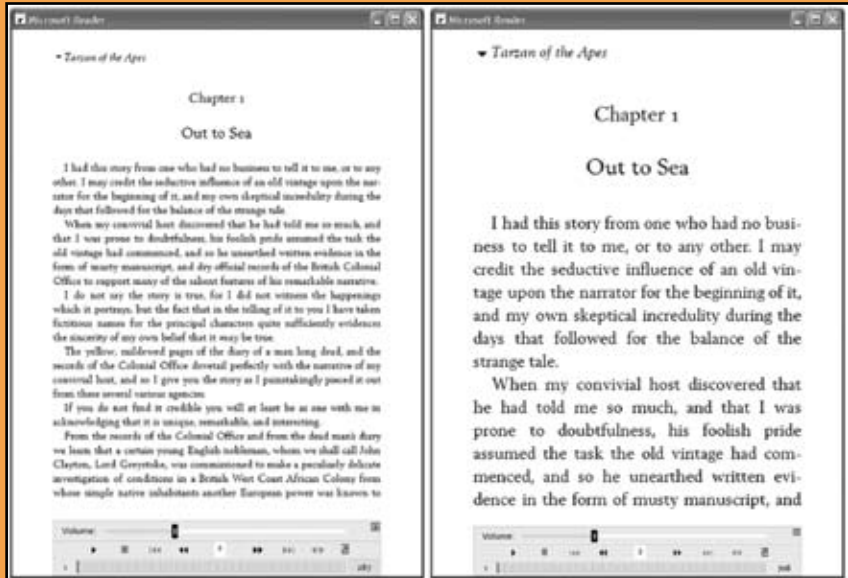 Microsoft Reader
Tarzan of the Apes
Chapter 1
Out to Sea
I had this story from one who had no business to tell it to me, or to any
other. I may credit the seductive influence of an old vintage upon the nar-
rator for the beginning of it, and my own skeptical incredulity during the
days that followed for the balance of the strange tale.
When my convivial host discovered that he had told me so much, and
that I was prone to doubtfulness, his foolish pride assumed the task the
old vintage had commenced, and so he unearthed written evidence in the
form of musty manuscript, and dry official records of the British Colonial
Office to support many of the salient features of his remarkable narrative.
I do not say the story is true, for I did not witness the happenings
which it portrays, but the fact that in the telling of it to you I have taken
fictitious names for the principal characters quite sufficiently evidences
the sincerity of my own belief that it may be true.
The yellow, mildewed pages of the diary of a man long dead, and the
records of the Colonial Office dovetail perfectly with the narrative of my
convivial host, and so I give you the story as I painstakingly pieced it out
from these several various agencies.
If you do not find it credible you will at least be as one with me in
acknowledging that it is unique, remarkable, and interesting.
From the records of the Colonial Office and from the dead man's diary
we learn that a certain young English nobleman, whom we shall call John
Clayton, Lord Greystoke, was commissioned to make a peculiarly delicate
investigation of conditions in a British West Coast African Colony from
whose simple native inhabitants another European power was known to
Volume:
1
287
Microsoft Reader
Tarzan of the Apes
Chapter 1
Out to Sea
I had this story from one who had no busi-
ness to tell it to me, or to any other. I may
credit the seductive influence of an old vin-
tage upon the narrator for the beginning of it,
and my own skeptical incredulity during the
days that followed for the balance of the
strange tale.
When my convivial host discovered that
he had told me so much, and that I was
prone to doubtfulness, his foolish pride
assumed the task the old vintage had com-
menced, and so he unearthed written evi-
dence in the form of musty manuscript, and
Volume:
1